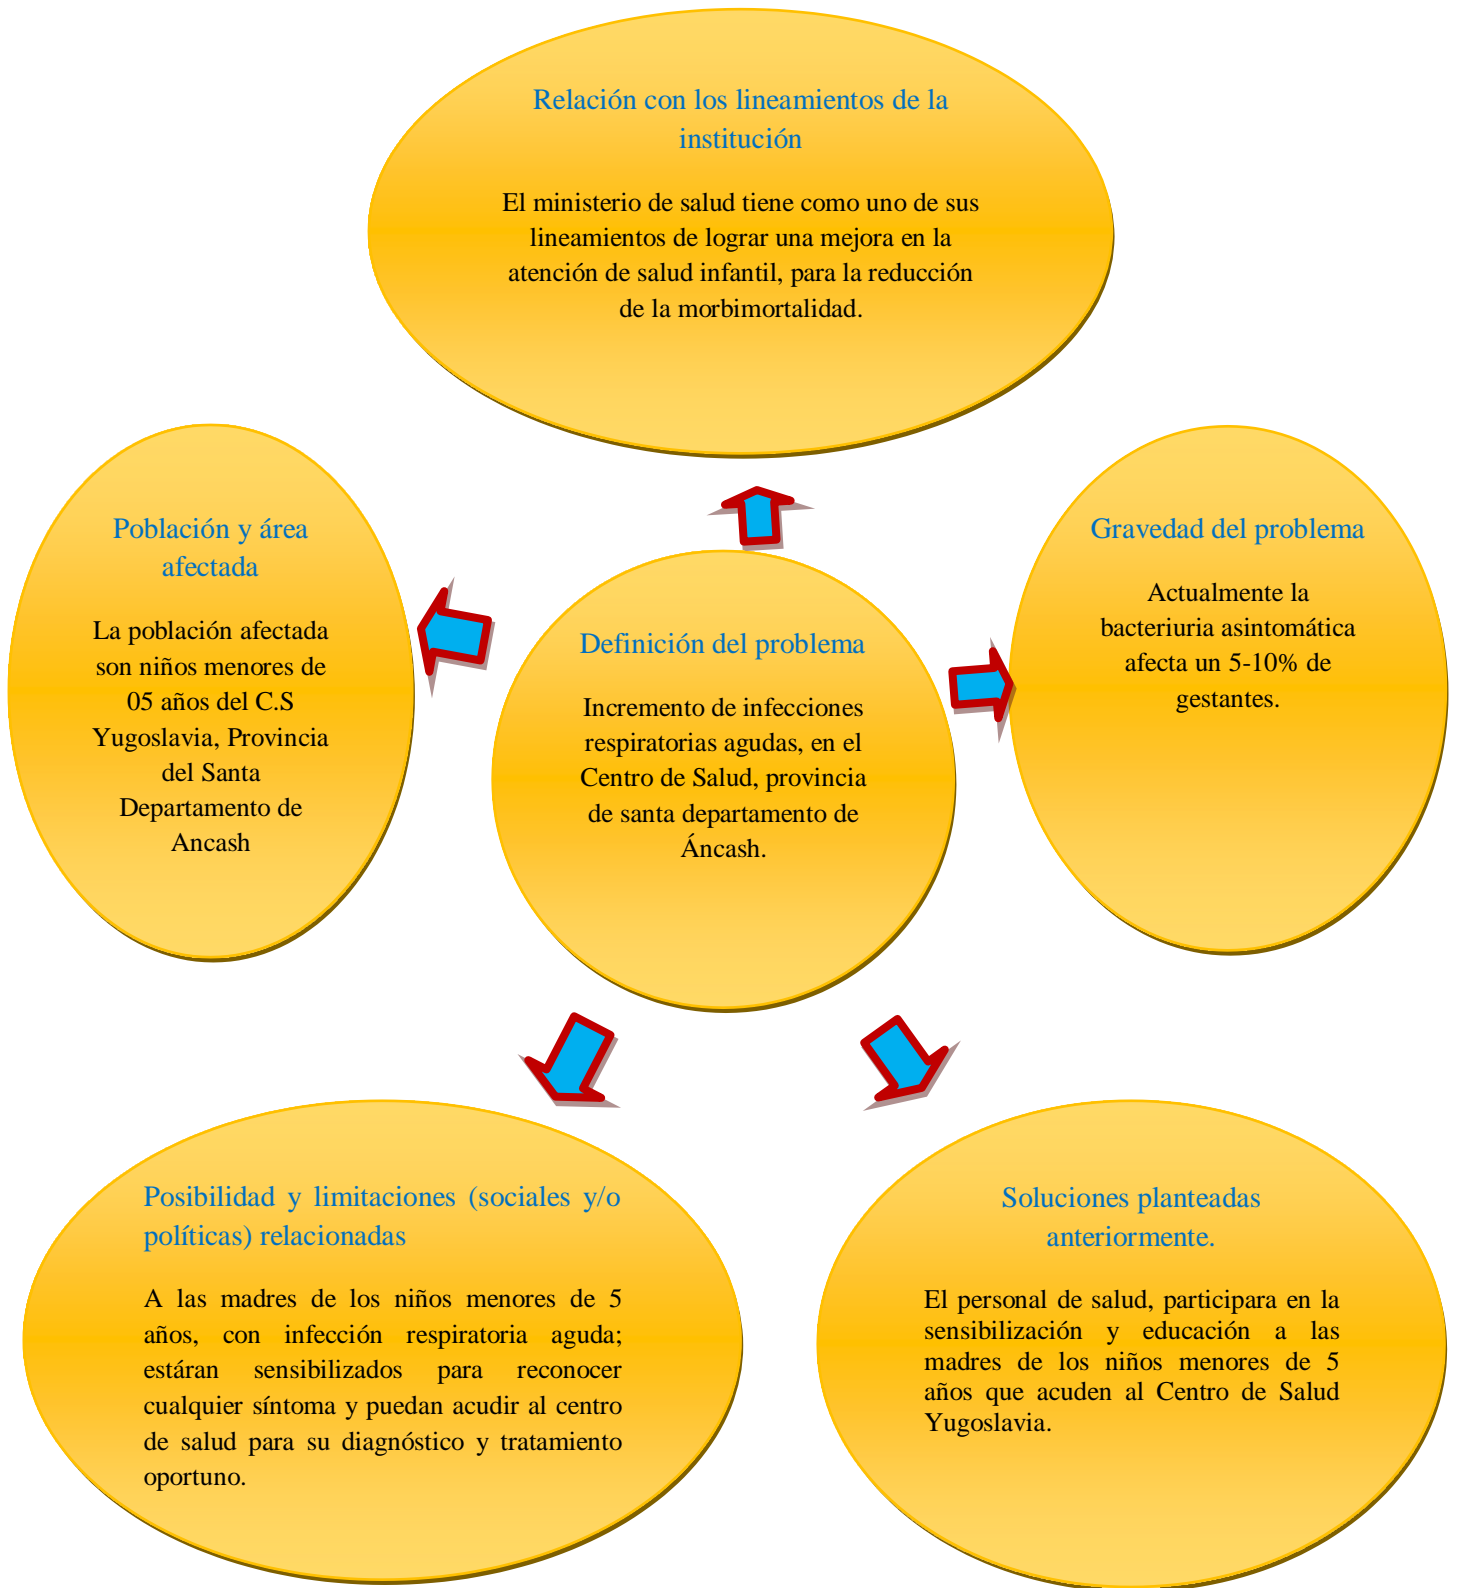 Relación con los lineamientos de la
institución
El ministerio de salud tiene como uno de sus
lineamientos de lograr una mejora en la
atención de salud infantil, para la reducción
de la morbimortalidad.
Población y área
afectada
La población afectada
son niños menores de
05 años del C.S
Yugoslavia, Provincia
del Santa
Departamento de
Ancash
Definición del problema
Incremento de infecciones
respiratorias agudas, en el
Centro de Salud, provincia
de santa departamento de
Áncash.
Gravedad del problema
Actualmente la
bacteriuria asintomática
afecta un 5-10% de
gestantes.
Posibilidad y limitaciones (sociales y/o
políticas) relacionadas
A las madres de los niños menores de 5
años, con infección respiratoria aguda;
estáran sensibilizados para reconocer
cualquier síntoma y puedan acudir al centro
de salud para su diagnóstico y tratamiento
oportuno.
Soluciones planteadas
anteriormente.
El personal de salud, participara en la
sensibilización y educación a las
madres de los niños menores de 5
años que acuden al Centro de Salud
Yugoslavia.